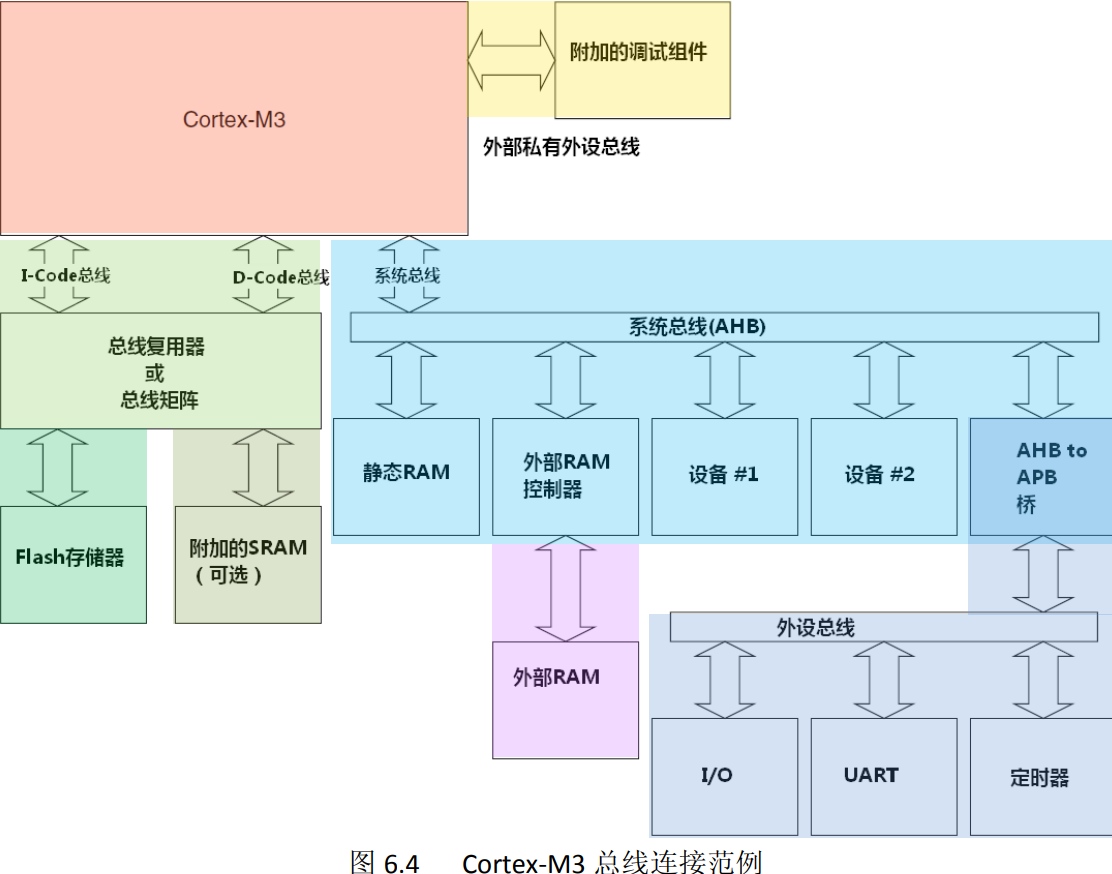 Cortex-M3
附加的调试组件
外部私有外设总线
I-Code总线
D-Code总线
系统总线
系统总线(AHB)
总线复用器
或
总线矩阵
静态RAM
外部RAM
控制器
设备 #1
设备 #2
AHB to
APB
桥
Flash存储器
附加的SRAM
（可选）
外设总线
外部RAM
I/O
UART
定时器
图 6.4 Cortex-M3 总线连接范例